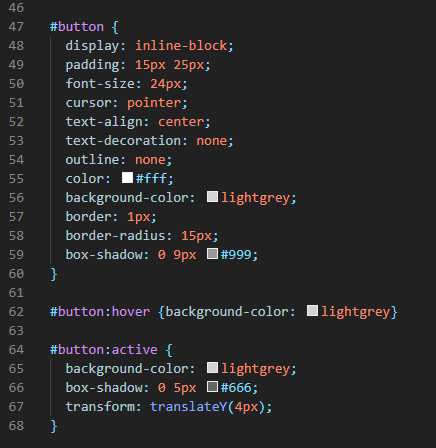 46
47 #button {
48 display: inline-block;
49 padding: 15px 25px;
50 font-size: 24px;
51 cursor: pointer;
52 text-align: center;
53 text-decoration: none;
54 outline: none;
55 color: #fff;
56 background-color: lightgrey;
57 border: 1px;
58 border-radius: 15px;
59 box-shadow: 0 9px #999;
60 }
61
62 #button:hover {background-color: lightgrey}
63
64 #button:active {
65 background-color: lightgrey;
66 box-shadow: 0 5px #666;
67 transform: translateY(4px);
68 }